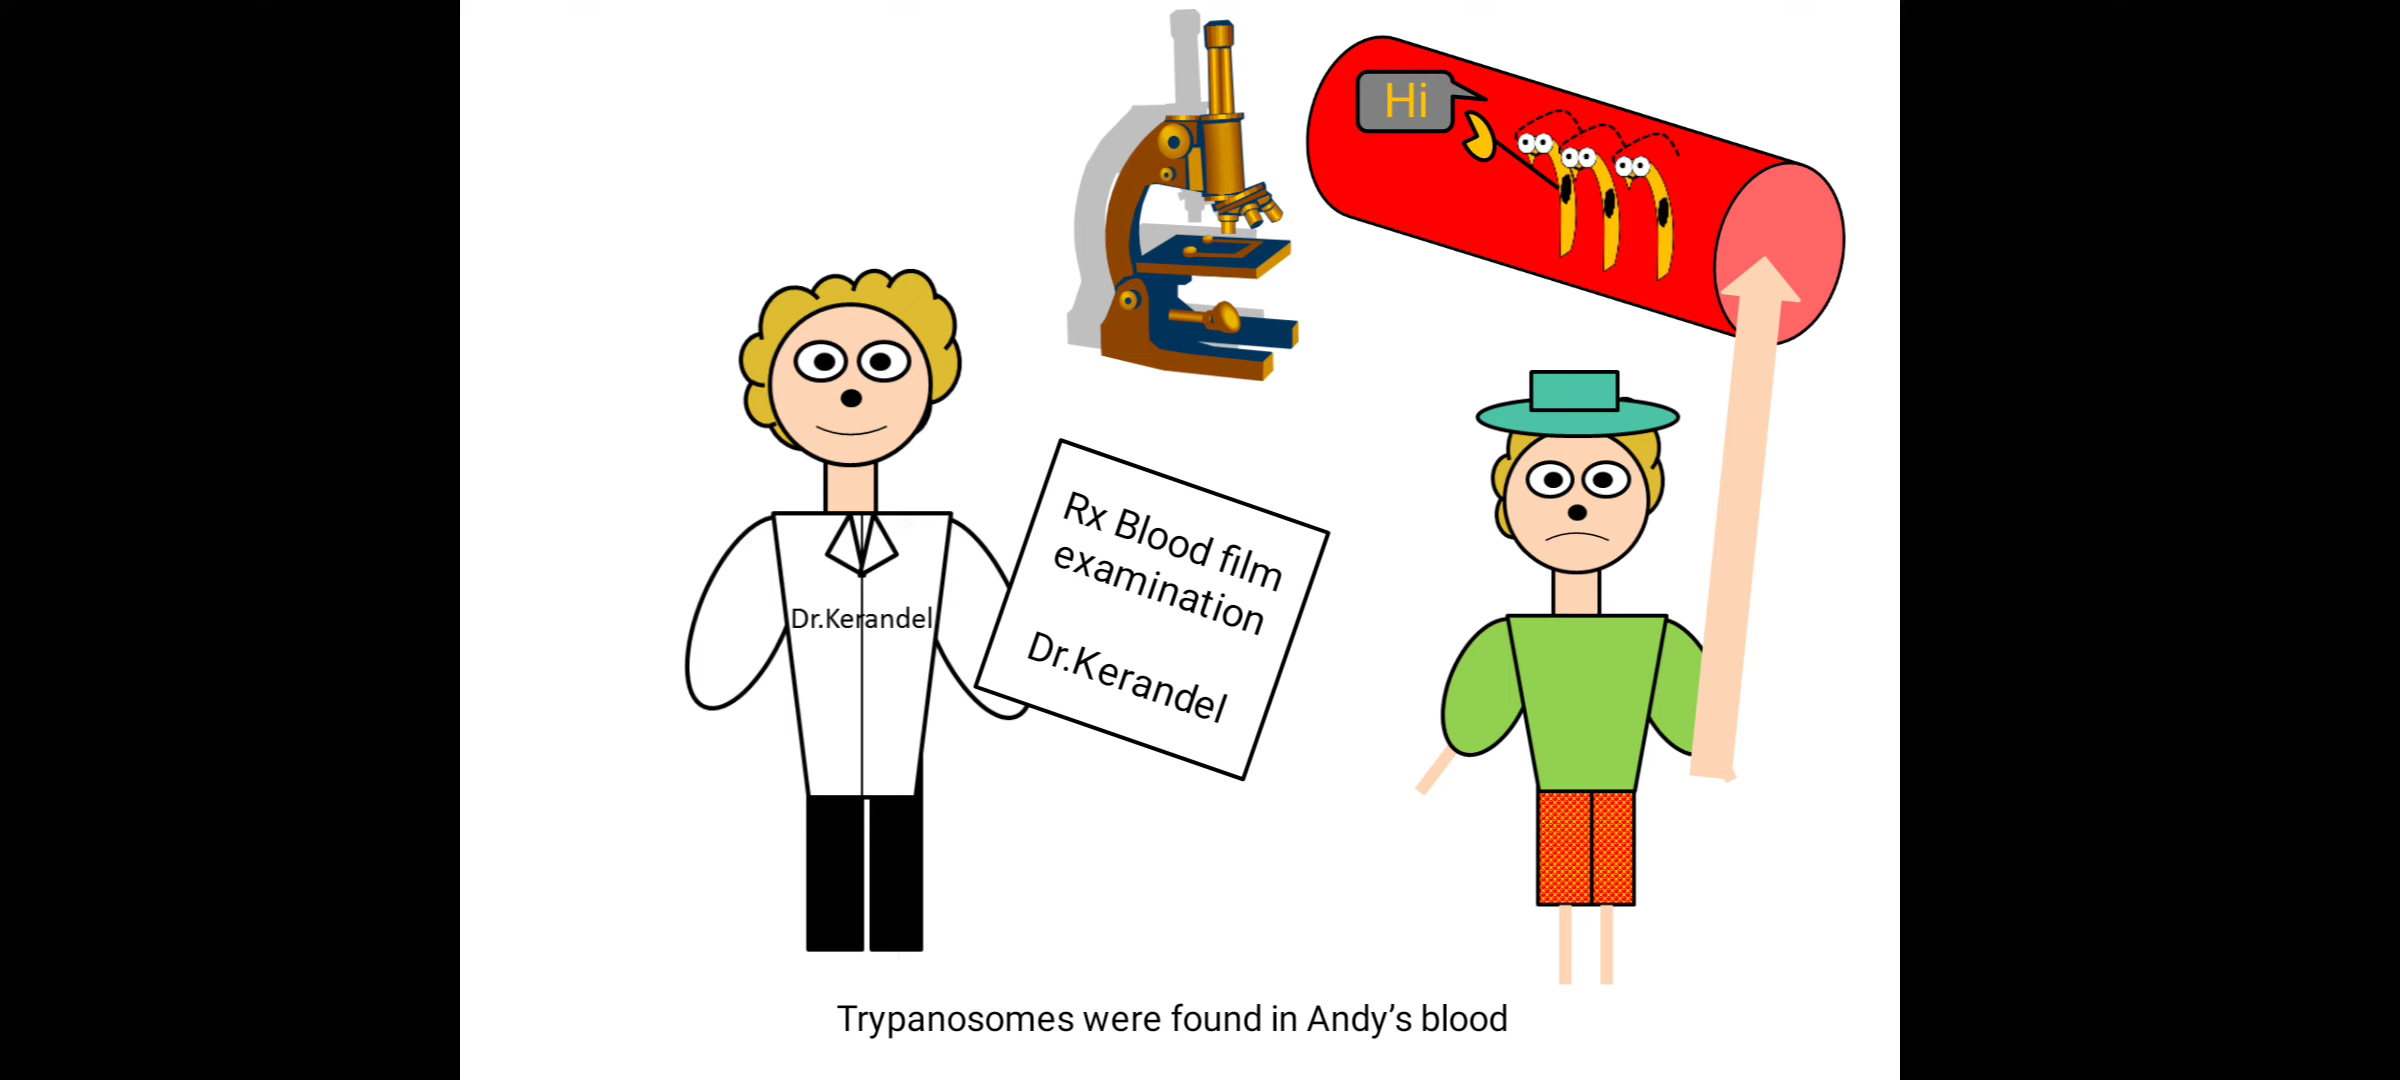 Hi
Dr.Kerandel
Rx Blood film
examination
Dr.Kerandel
Trypanosomes were found in Andy’s blood